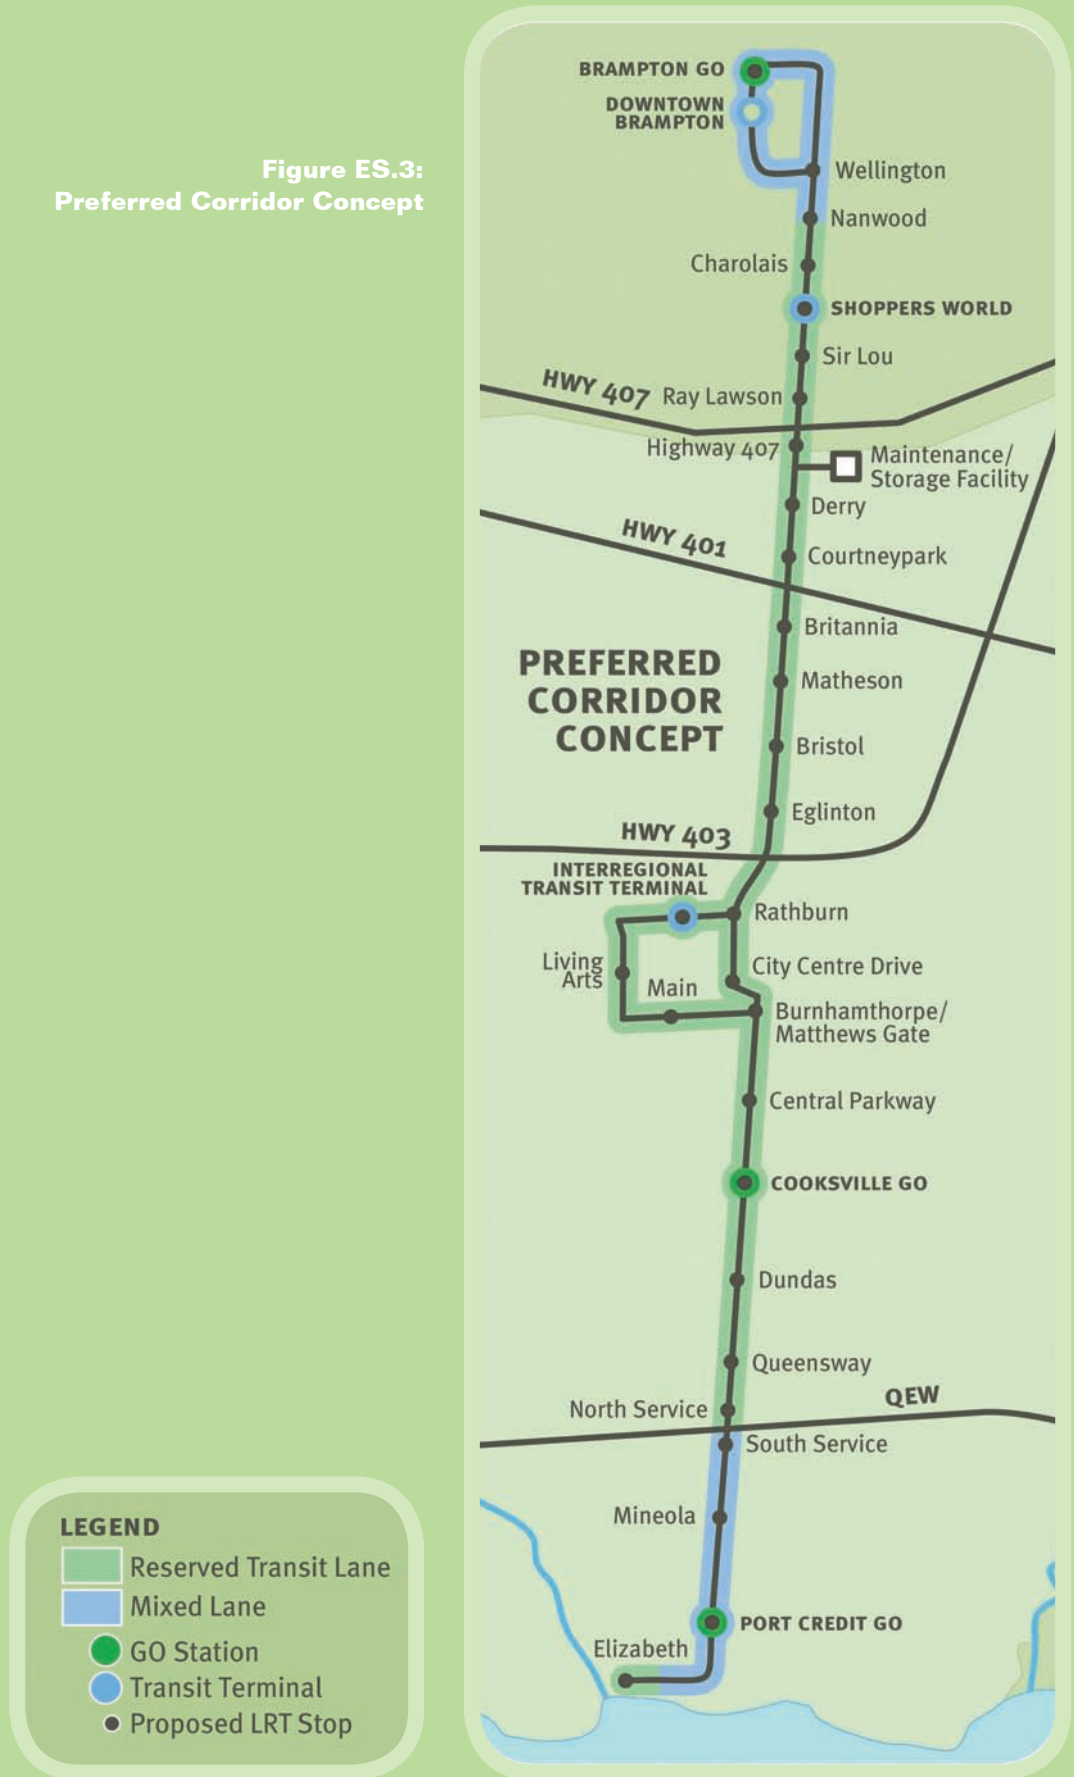 Figure ES.3:
Preferred Corridor Concept
BRAMPTON GO
DOWNTOWN
BRAMPTON
Wellington
Nanwood
Charolais
SHOPPERS WORLD
Sir Lou
HWY 407
Ray Lawson
Highway 407
Maintenance/
Storage Facility
Derry
HWY 401
Courtneypark
Britannia
PREFERRED
CORRIDOR
CONCEPT
Matheson
Bristol
Eglinton
HWY 403
INTERREGIONAL
TRANSIT TERMINAL
Rathburn
Living
Arts
City Centre Drive
Main
Burnhamthorpe/
Matthews Gate
Central Parkway
COOKSVILLE GO
Dundas
Queensway
QEW
North Service
South Service
Mineola
PORT CREDIT GO
Elizabeth
LEGEND
Reserved Transit Lane
Mixed Lane
GO Station
Transit Terminal
Proposed LRT Stop